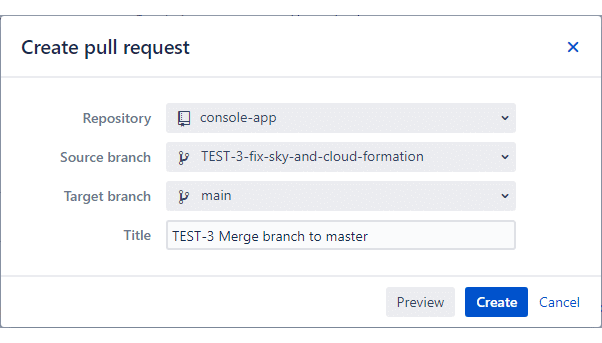 Create pull request
Repository console-app
Source branch TEST-3-fix-sky-and-cloud-formation
Target branch main
Title TEST-3 Merge branch to master
Preview Create Cancel